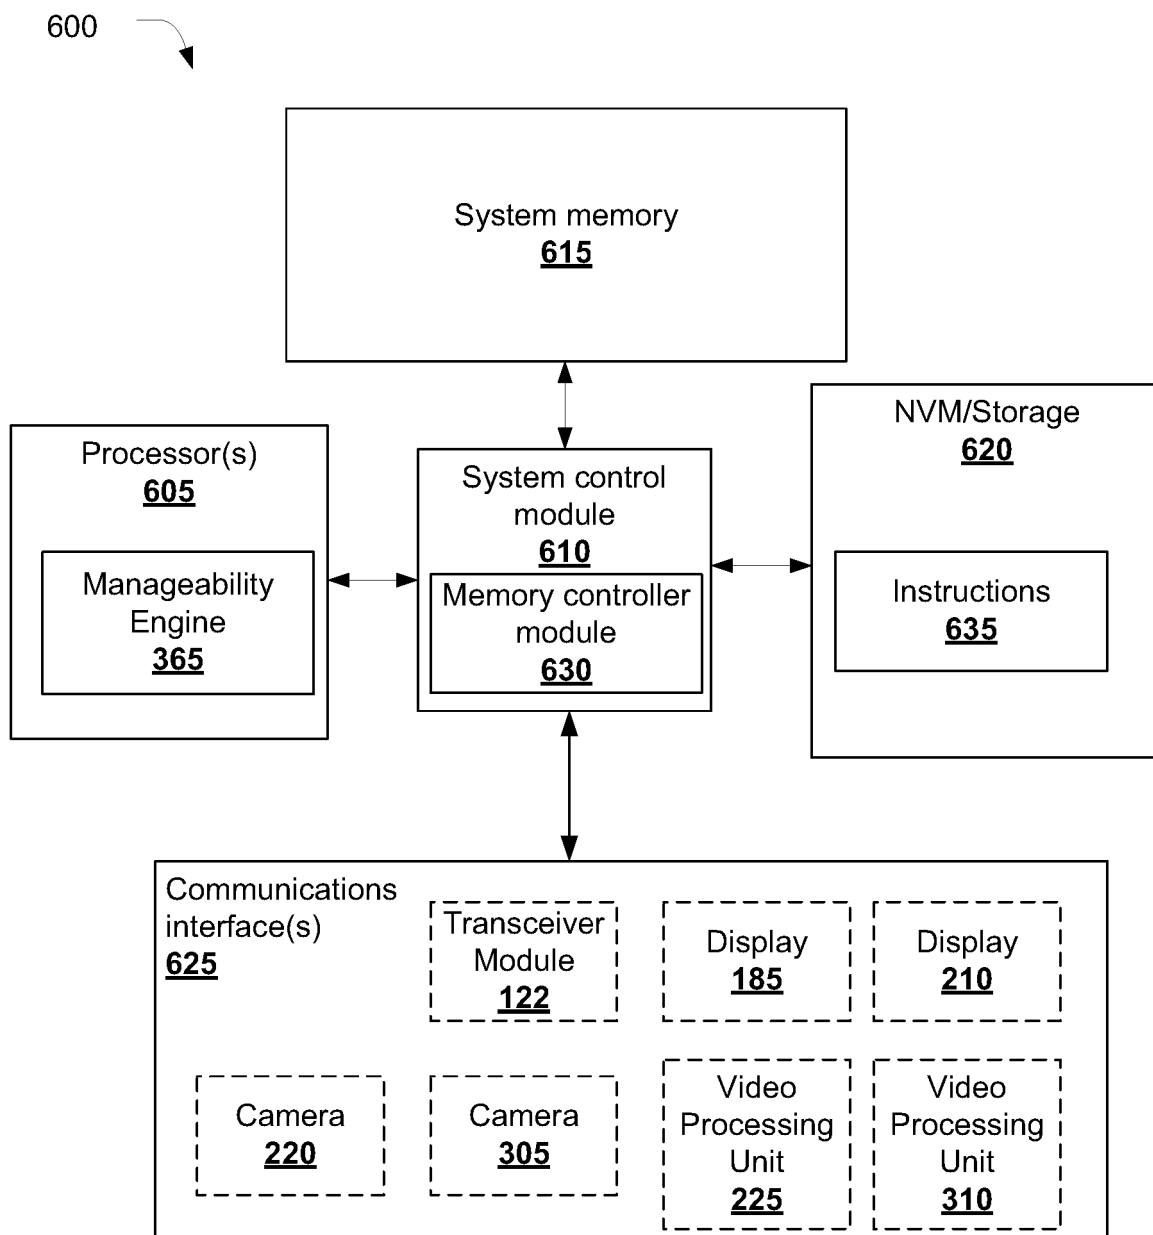 600
System memory
615
Processor(s)
605
Manageability
Engine
365
System control
module
610
Memory controller
module
630
NVM/Storage
620
Instructions
635
Communications
interface(s)
625
Transceiver
Module
122
Display
185
Display
210
Camera
220
Camera
305
Video
Processing
Unit
225
Video
Processing
Unit
310